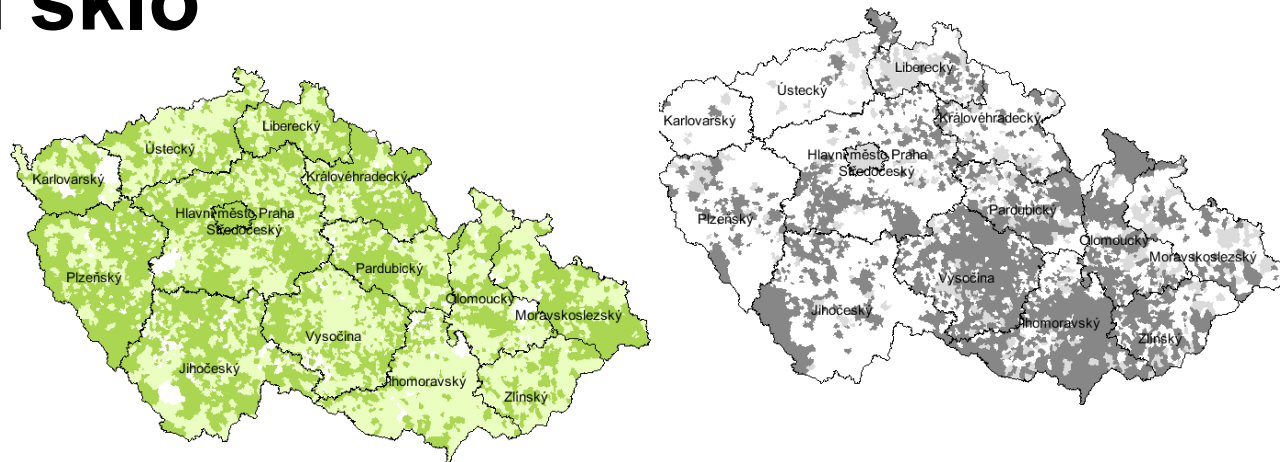 sklo
Liberecký
Ústecký
Karlovarský
Královéhradecký
Hlavní město Praha
Středočeský
Plzeňský
Pardubický
Olomoucký
Moravskoslezský
Vysočina
Jihočeský
Jihomoravský
Zlínský
Liberecký
Ústecký
Karlovarský
Královéhradecký
Hlavní město Praha
Středočeský
Plzeňský
Pardubický
Olomoucký
Moravskoslezský
Vysočina
Jihočeský
Jihomoravský
Zlínský